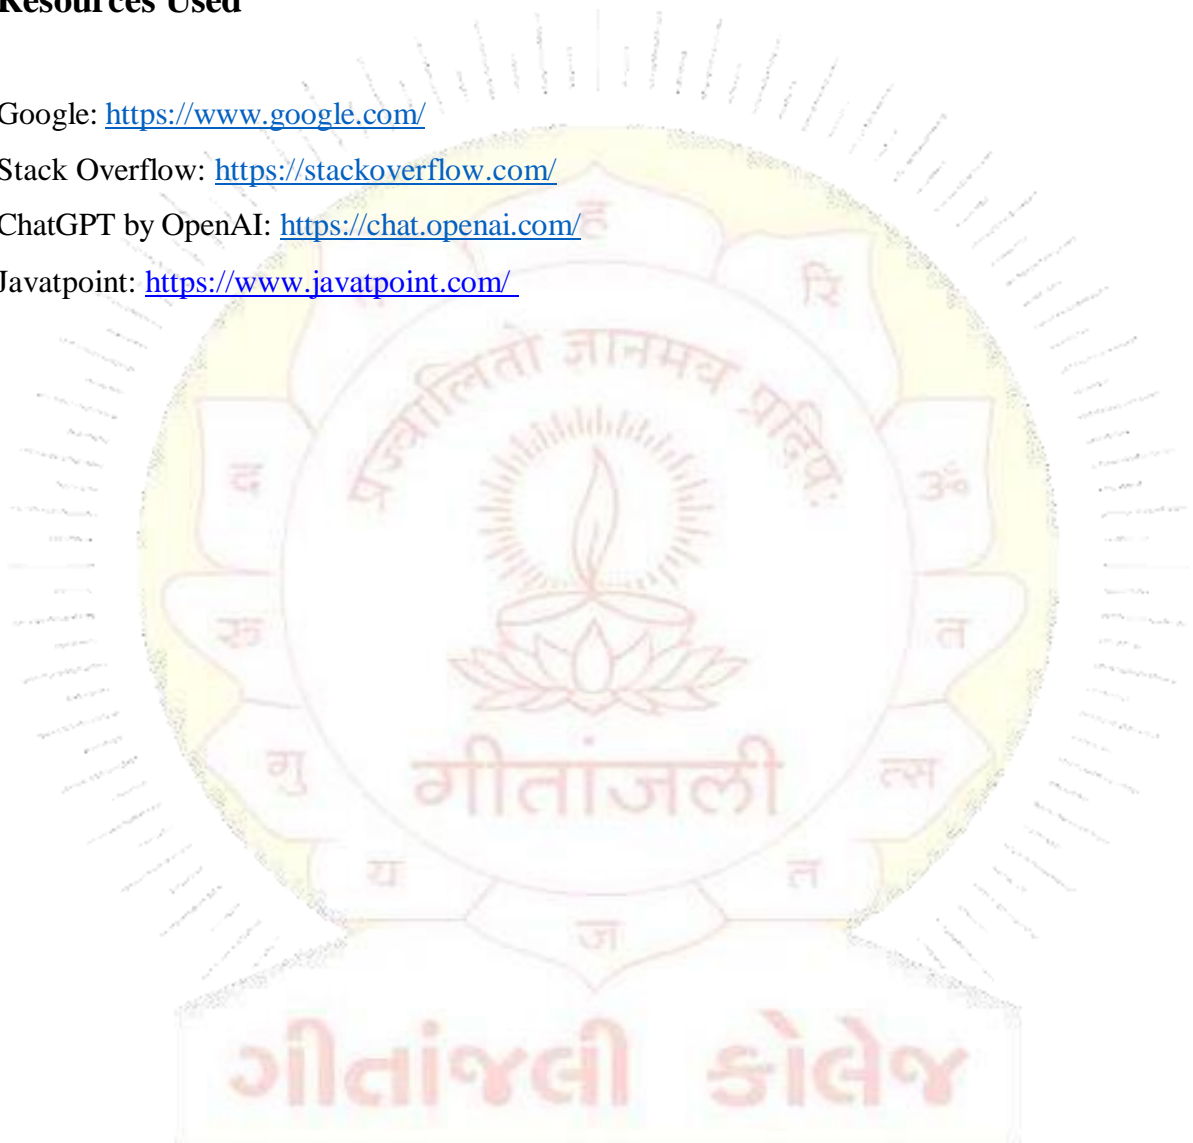 Resources Used
Google: https://www.google.com/
Stack Overflow: https://stackoverflow.com/
ChatGPT by OpenAI: https://chat.openai.com/
Javatpoint: https://www.javatpoint.com/
ह
रि
ॐ
त
त्स
त
ज
य
गु
रु
द
प्रज्वालितो ज्ञानमय प्रदिपः
गीतांजली
ગીતાંજલી કોલેજ